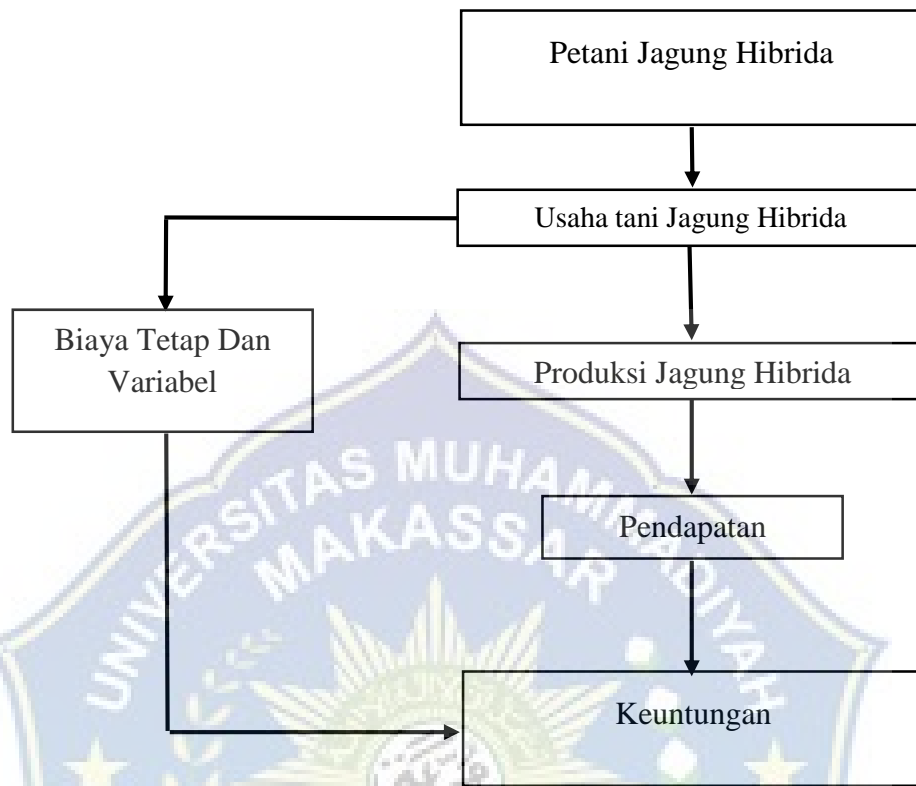 Petani Jagung Hibrida
Usaha tani Jagung Hibrida
Biaya Tetap Dan
Variabel
Produksi Jagung Hibrida
UNIVERSITAS MUHAMMADIYAH
MAKASSAR
Pendapatan
Keuntungan